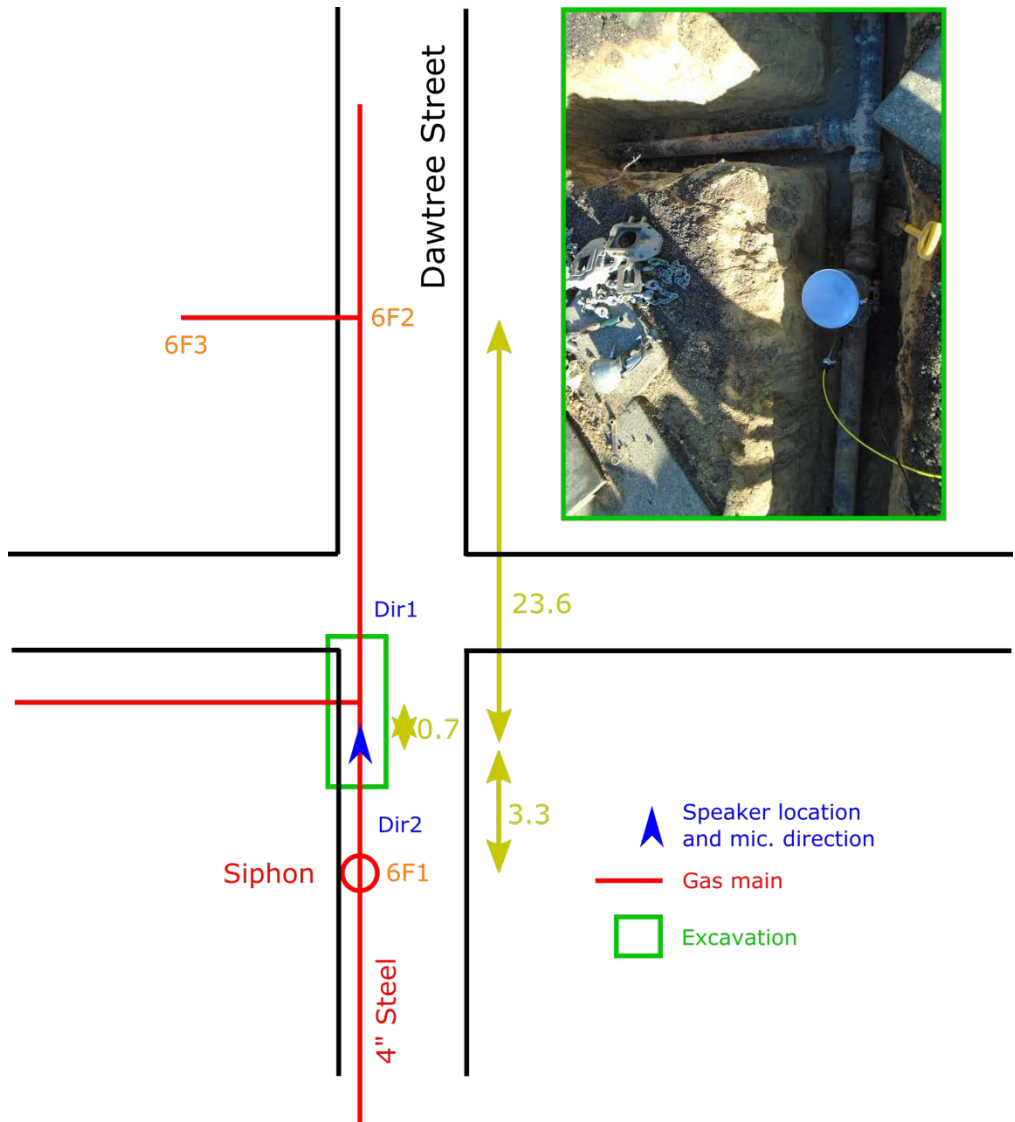 Dawtree Street
6F2
6F3
Dir1
23.6
0.7
Dir2
3.3
Siphon
6F1
4" Steel
Speaker location
and mic. direction
Gas main
Excavation